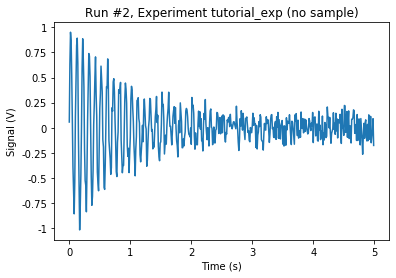 Run #2, Experiment tutorial_exp (no sample)
1
0.75
0.5
0.25
0
-0.25
-0.5
-0.75
-1
Signal (V)
0 1 2 3 4 5
Time (s)